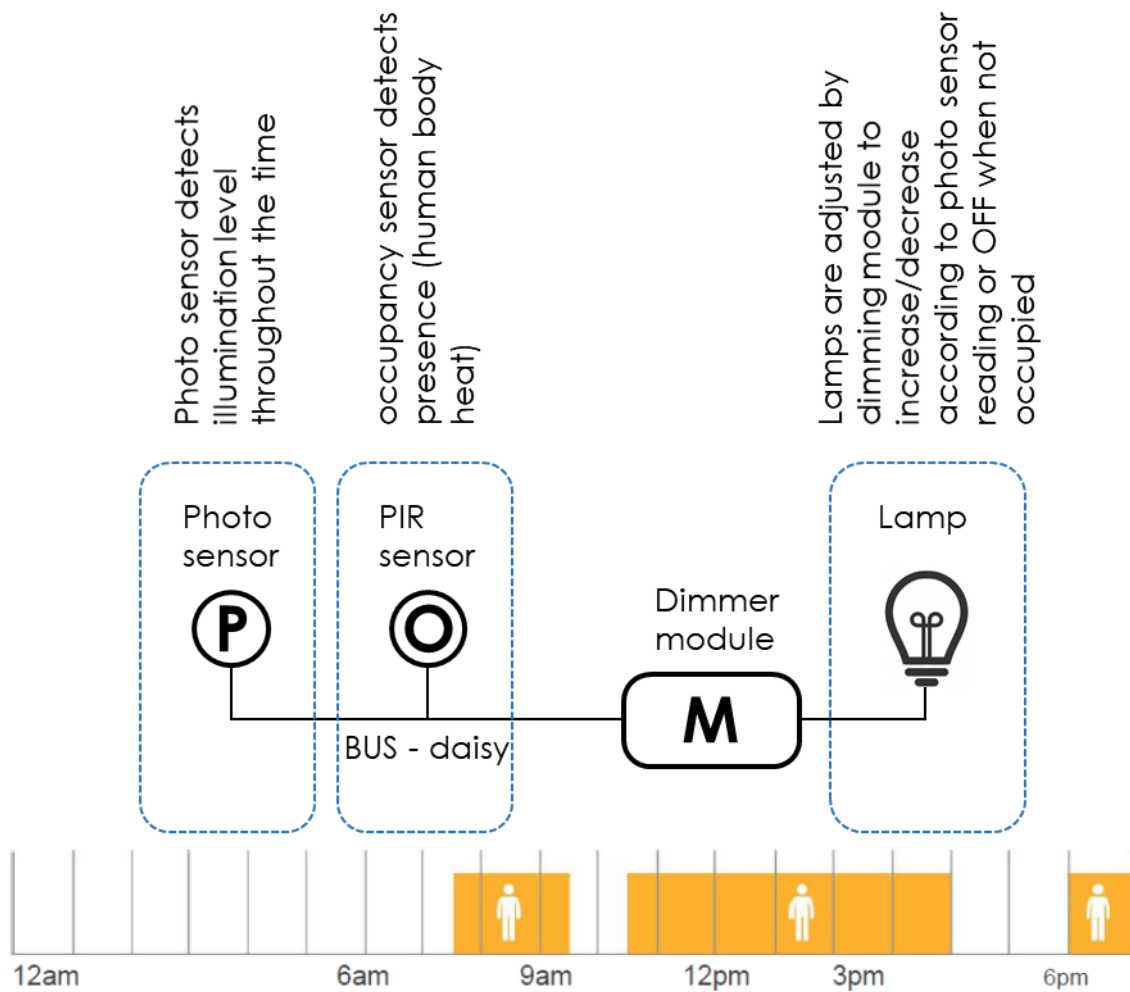 Photo sensor detects
illumination level
throughout the time
occupancy sensor detects
presence (human body
heat)
Lamps are adjusted by
dimming module to
increase/decrease
according to photo sensor
reading or OFF when not
occupied
Photo
sensor
P
PIR
sensor
O
BUS - daisy
Dimmer
module
M
Lamp
12am
6am
9am
12pm
3pm
6pm